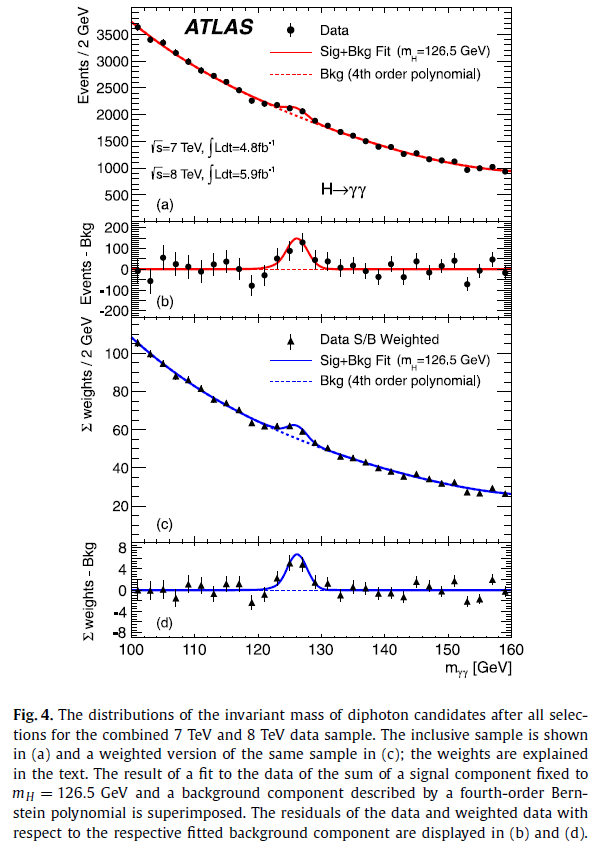 ATLAS
Data
Sig+Bkg Fit (mH=126.5 GeV)
Bkg (4th order polynomial)
Events / 2 GeV
3500
3000
2500
2000
1500
1000
500
√s=7 TeV, ∫Ldt=4.8fb-1
√s=8 TeV, ∫Ldt=5.9fb-1
H→γγ
(a)
Events - Bkg
200
100
0
-100
-200
(b)
Σ weights / 2 GeV
100
80
60
40
20
Data S/B Weighted
Sig+Bkg Fit (mH=126.5 GeV)
Bkg (4th order polynomial)
(c)
Σ weights - Bkg
8
4
0
-4
-8
(d)
100 110 120 130 140 150 160
mγγ [GeV]
Fig. 4. The distributions of the invariant mass of diphoton candidates after all selec-
tions for the combined 7 TeV and 8 TeV data sample. The inclusive sample is shown
in (a) and a weighted version of the same sample in (c); the weights are explained
in the text. The result of a fit to the data of the sum of a signal component fixed to
mH = 126.5 GeV and a background component described by a fourth-order Bern-
stein polynomial is superimposed. The residuals of the data and weighted data with
respect to the respective fitted background component are displayed in (b) and (d).